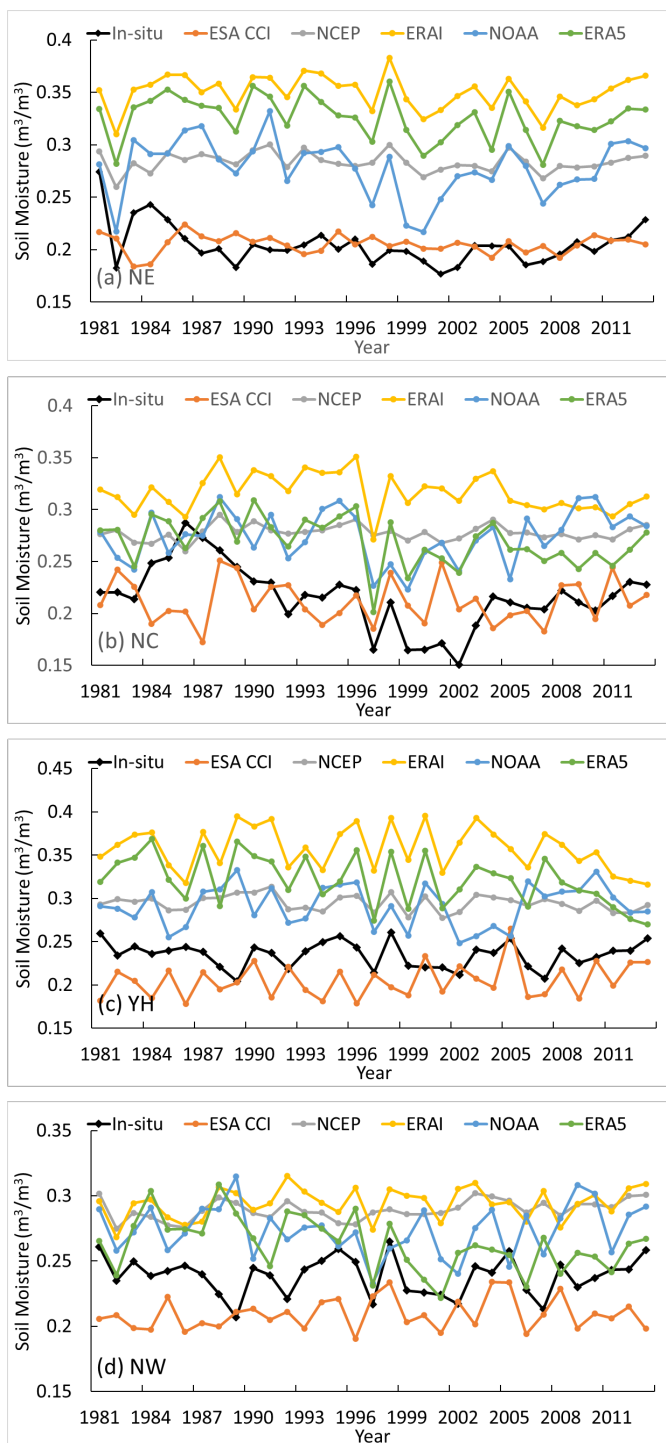 In-situ ESA CCI NCEP ERAI NOAA ERA5
0.4
0.35
0.3
0.25
0.2
0.15
Soil Moisture (m³/m³)
(a) NE
1981 1984 1987 1990 1993 1996 1999 2002 2005 2008 2011
Year
In-situ ESA CCI NCEP ERAI NOAA ERA5
0.4
0.35
0.3
0.25
0.2
0.15
Soil Moisture (m³/m³)
(b) NC
1981 1984 1987 1990 1993 1996 1999 2002 2005 2008 2011
Year
In-situ ESA CCI NCEP ERAI NOAA ERA5
0.45
0.4
0.35
0.3
0.25
0.2
0.15
Soil Moisture (m³/m³)
(c) YH
1981 1984 1987 1990 1993 1996 1999 2002 2005 2008 2011
Year
In-situ ESA CCI NCEP ERAI NOAA ERA5
0.35
0.3
0.25
0.2
0.15
Soil Moisture (m³/m³)
(d) NW
1981 1984 1987 1990 1993 1996 1999 2002 2005 2008 2011
Year